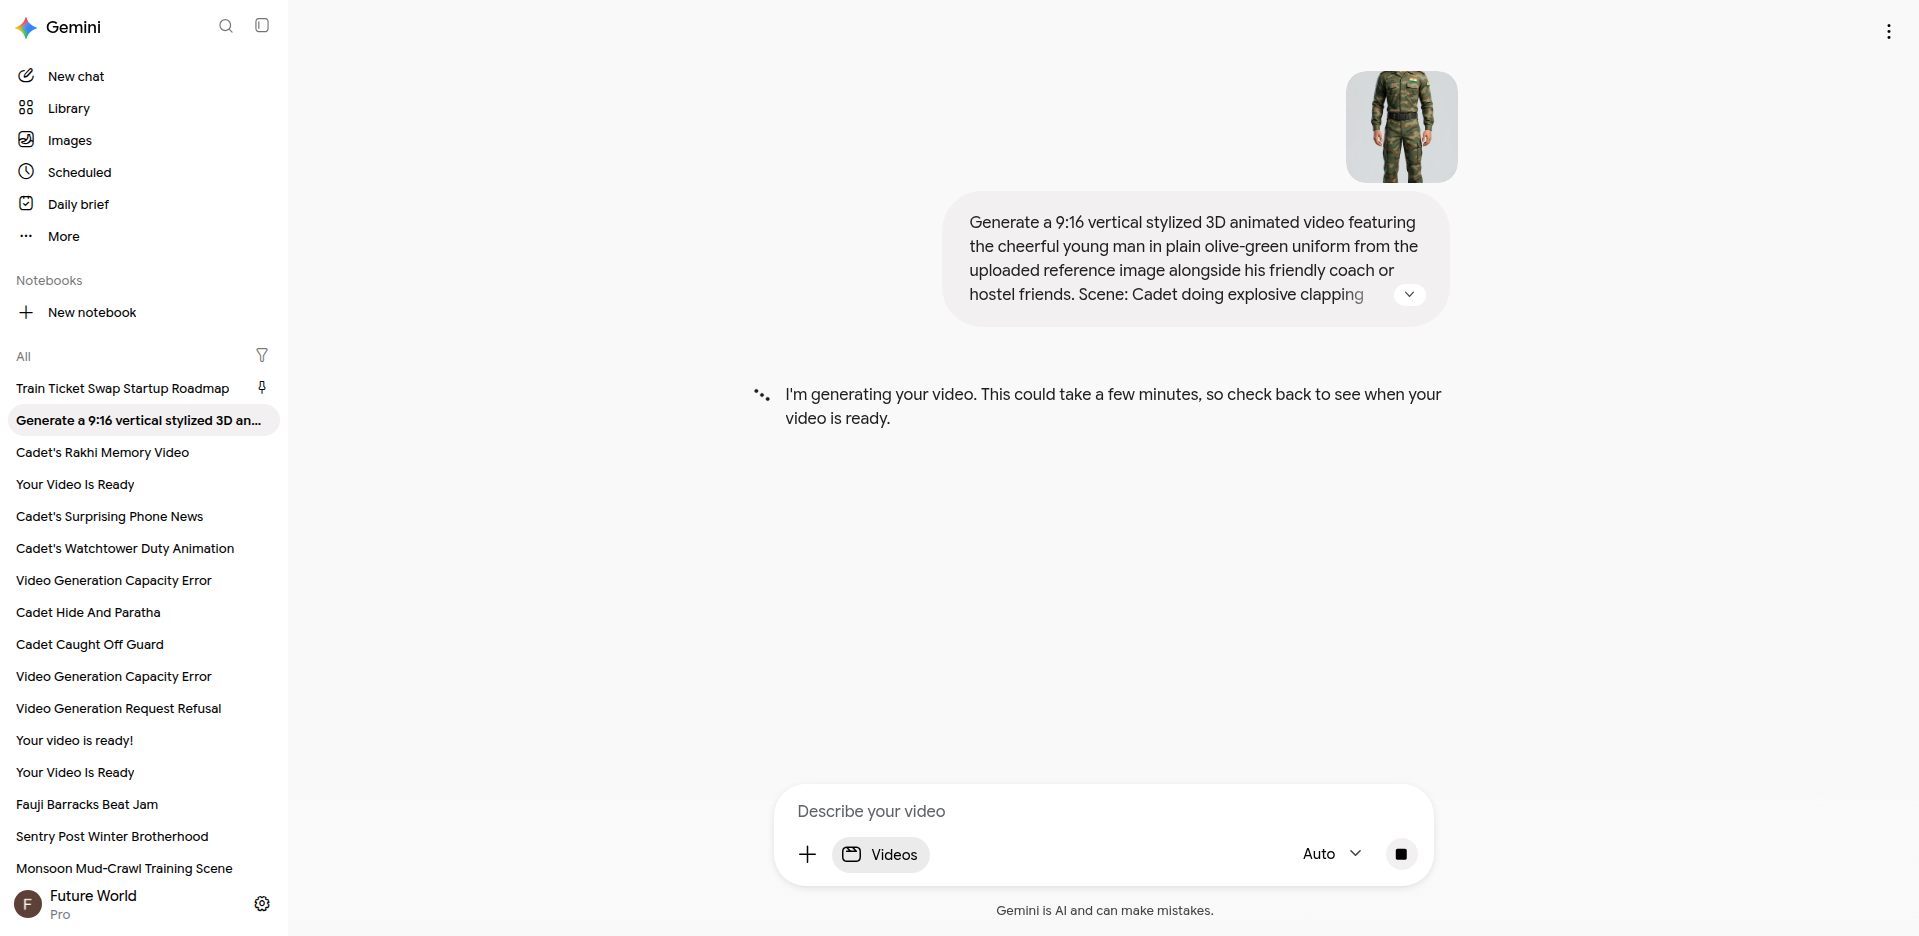 Gemini
New chat
Library
Images
Scheduled
Daily brief
More
Notebooks
New notebook
All
Train Ticket Swap Startup Roadmap
Generate a 9:16 vertical stylized 3D an...
Cadet's Rakhi Memory Video
Your Video Is Ready
Cadet's Surprising Phone News
Cadet's Watchtower Duty Animation
Video Generation Capacity Error
Cadet Hide And Paratha
Cadet Caught Off Guard
Video Generation Capacity Error
Video Generation Request Refusal
Your video is ready!
Your Video Is Ready
Fauji Barracks Beat Jam
Sentry Post Winter Brotherhood
Monsoon Mud-Crawl Training Scene
F
Future World
Pro
Generate a 9:16 vertical stylized 3D animated video featuring
the cheerful young man in plain olive-green uniform from the
uploaded reference image alongside his friendly coach or
hostel friends. Scene: Cadet doing explosive clapping
I'm generating your video. This could take a few minutes, so check back to see when your
video is ready.
Describe your video
Videos
Auto
Gemini is AI and can make mistakes.